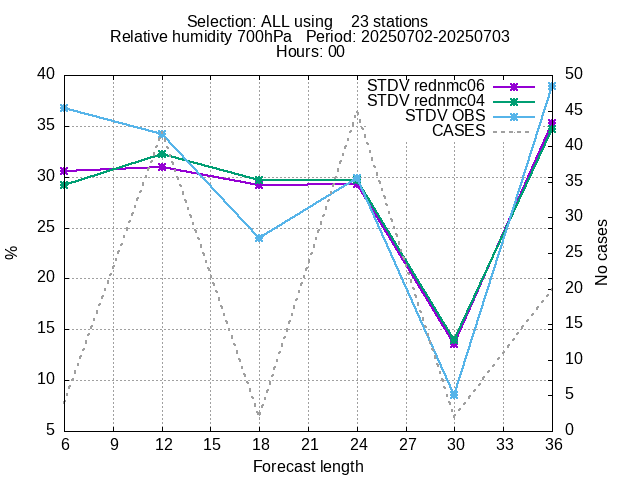 Selection: ALL using    23 stations
Relative humidity 700hPa   Period: 20250702-20250703
Hours: 00
STDV rednmc06
STDV rednmc04
STDV OBS
CASES
40
35
30
25
20
15
10
5
%
50
45
40
35
30
25
20
15
10
5
0
No cases
6 9 12 15 18 21 24 27 30 33 36
Forecast length